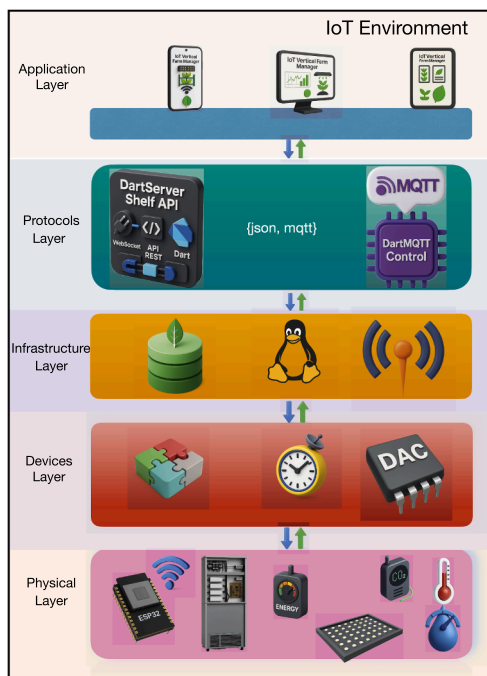 IoT Environment
Application
Layer
IoT Vertical
Farm Manager
IoT Vertical Farm Manager
IoT Vertical
Farm Manager
Protocols
Layer
DartServer
Shelf API
WebSocket
</>
API
REST
Dart
{json, mqtt}
MQTT
DartMQTT
Control
Infrastructure
Layer
Devices
Layer
DAC
Physical
Layer
ESP32
ENERGY
CO₂